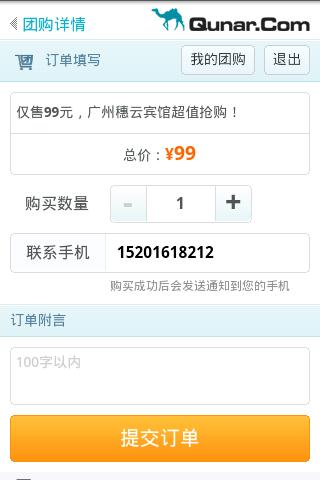 团购详情
Qunar.Com
订单填写
我的团购
退出
仅售99元，广州穗云宾馆超值抢购！
总价：¥99
购买数量
- 1 +
联系手机 15201618212
购买成功后会发送通知到您的手机
订单附言
100字以内
提交订单